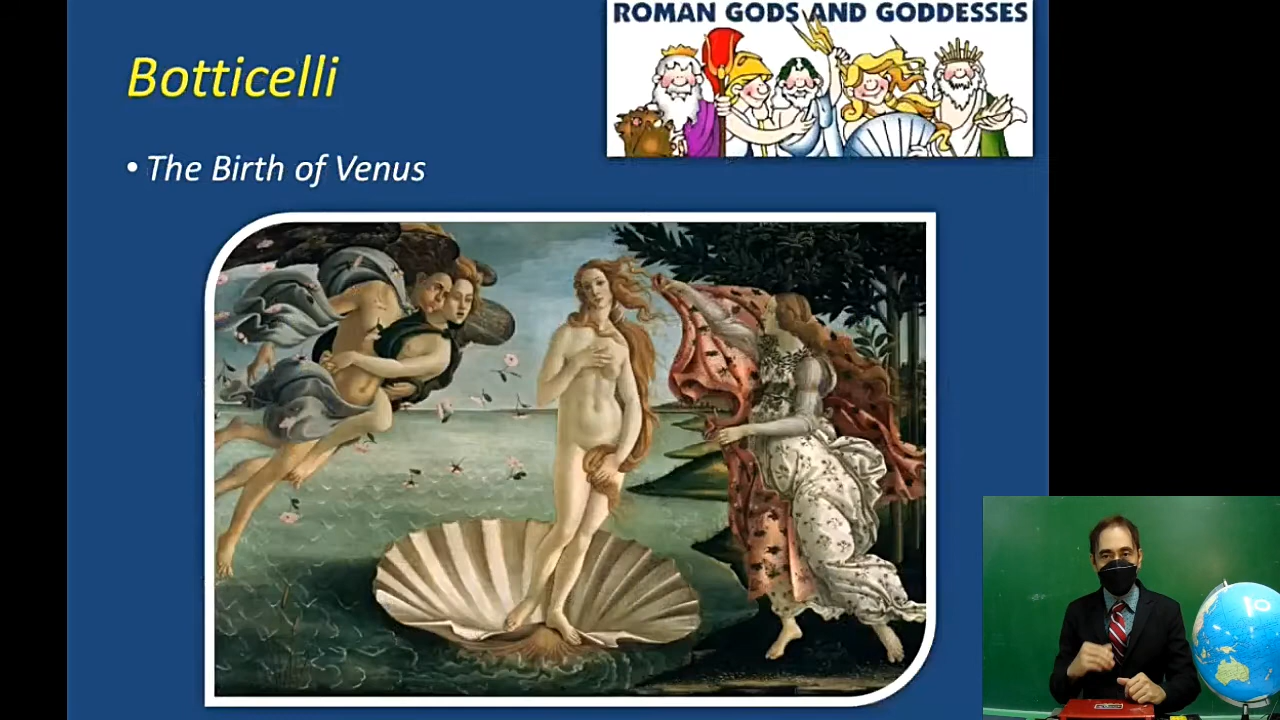 ROMAN GODS AND GODDESSES
Botticelli
• The Birth of Venus